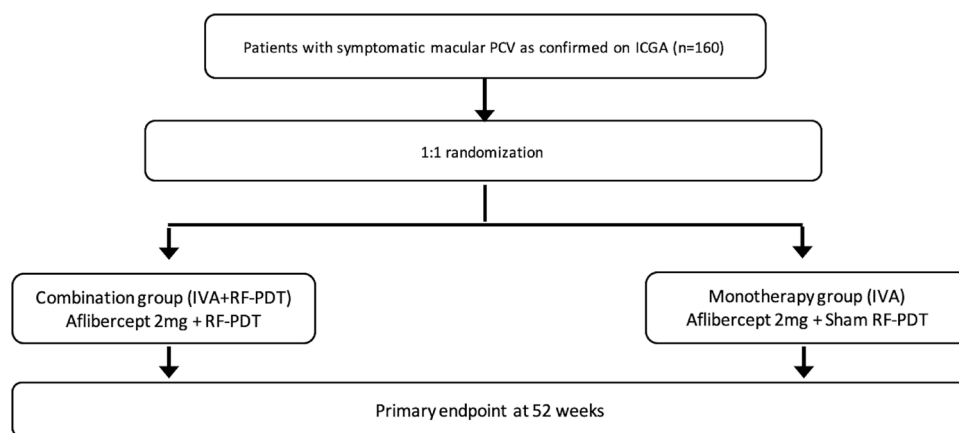 Patients with symptomatic macular PCV as confirmed on ICGA (n=160)
1:1 randomization
Combination group (IVA+RF-PDT)
Aflibercept 2mg + RF-PDT
Monotherapy group (IVA)
Aflibercept 2mg + Sham RF-PDT
Primary endpoint at 52 weeks